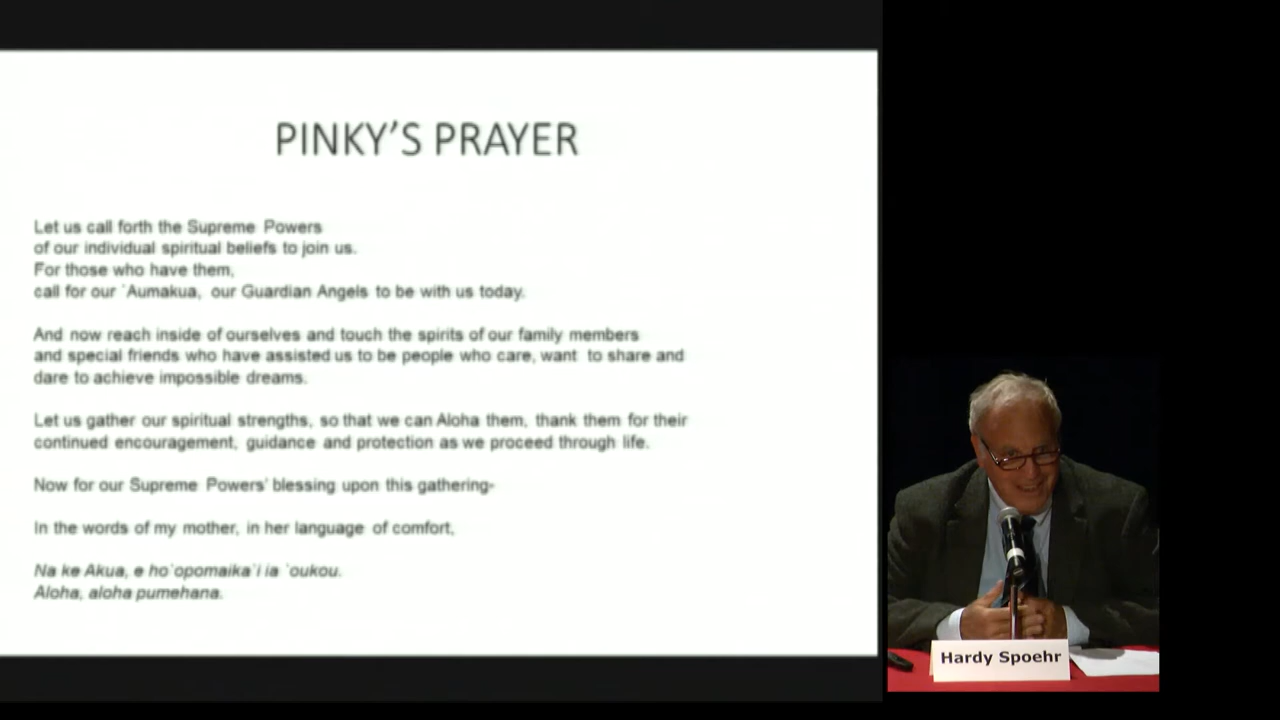 PINKY'S PRAYER
Let us call forth the Supreme Powers
of our individual spiritual beliefs to join us.
For those who have them,
call for our `Aumakua, our Guardian Angels to be with us today.
And now reach inside of ourselves and touch the spirits of our family members
and special friends who have assisted us to be people who care, want to share and
dare to achieve impossible dreams.
Let us gather our spiritual strengths, so that we can Aloha them, thank them for their
continued encouragement, guidance and protection as we proceed through life.
Now for our Supreme Powers' blessing upon this gathering-
In the words of my mother, in her language of comfort,
Na ke Akua, e ho`opomaika`i ia `oukou.
Aloha, aloha pumehana.
Hardy Spoehr